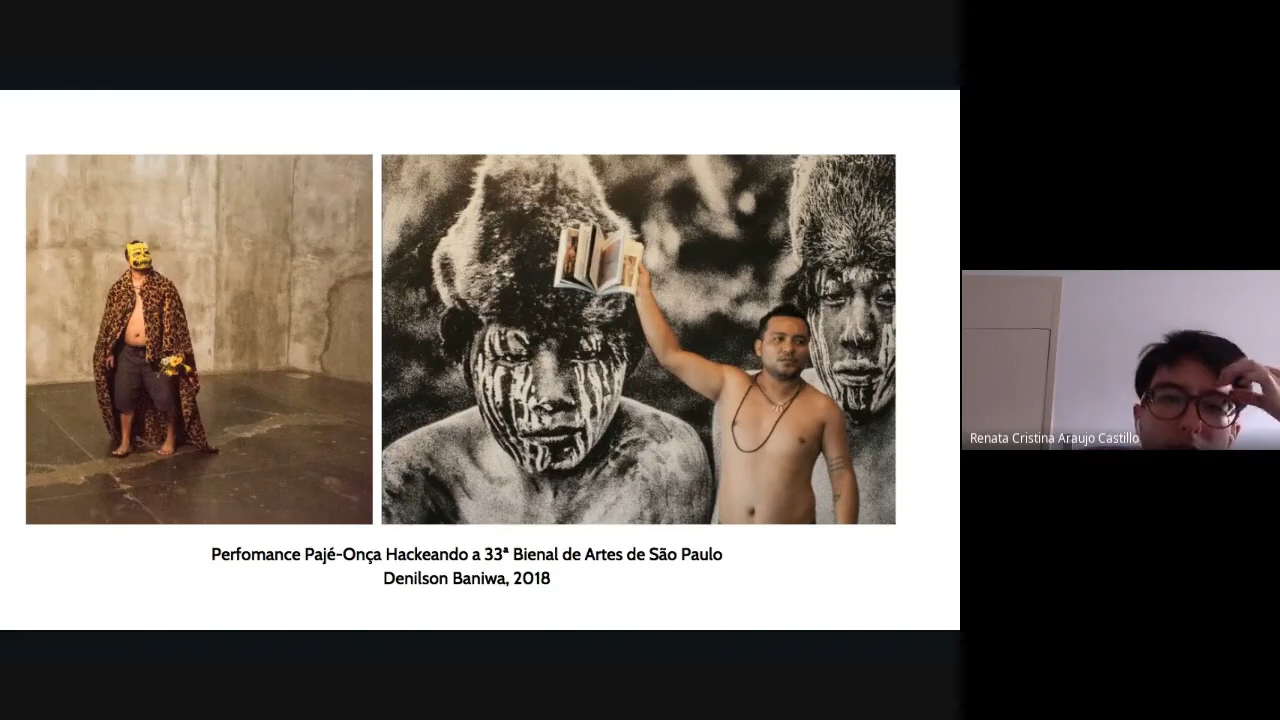 Perfomance Pajé-Onça Hackeando a 33ª Bienal de Artes de São Paulo
Denilson Baniwa, 2018
Renata Cristina Araujo Castillo